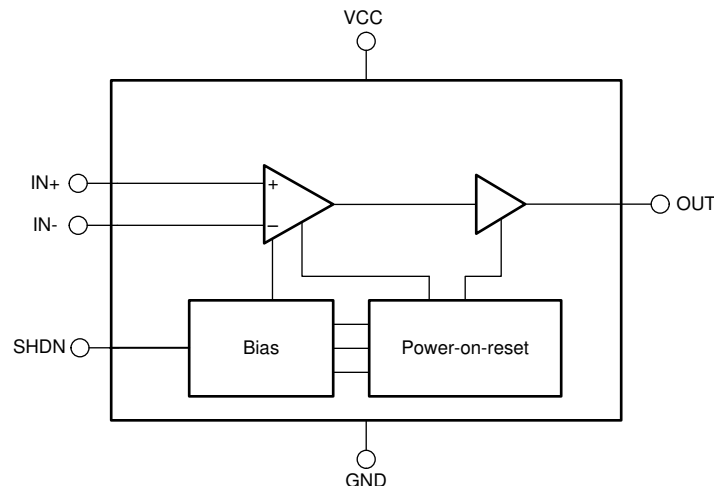 VCC
IN+
+
IN-
−
OUT
SHDN
Bias
Power-on-reset
GND